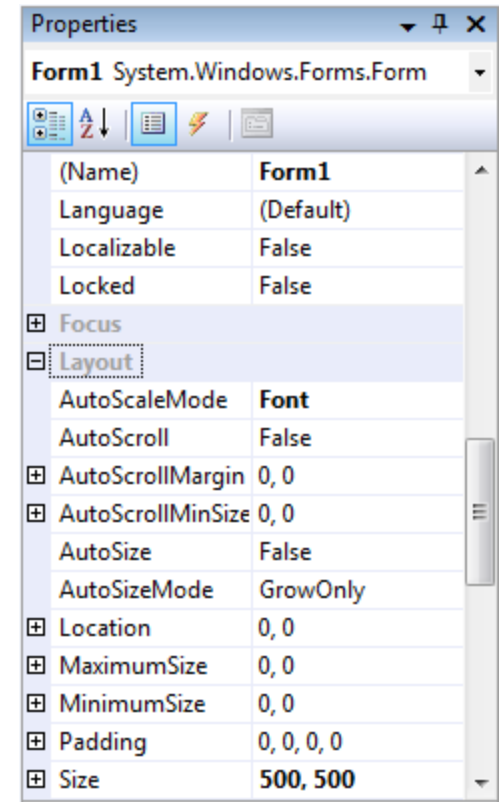 Properties
Form1 System.Windows.Forms.Form
A
Z
(Name) Form1
Language (Default)
Localizable False
Locked False
Focus
Layout
AutoScaleMode Font
AutoScroll False
AutoScrollMargin 0, 0
AutoScrollMinSize 0, 0
AutoSize False
AutoSizeMode GrowOnly
Location 0, 0
MaximumSize 0, 0
MinimumSize 0, 0
Padding 0, 0, 0, 0
Size 500, 500